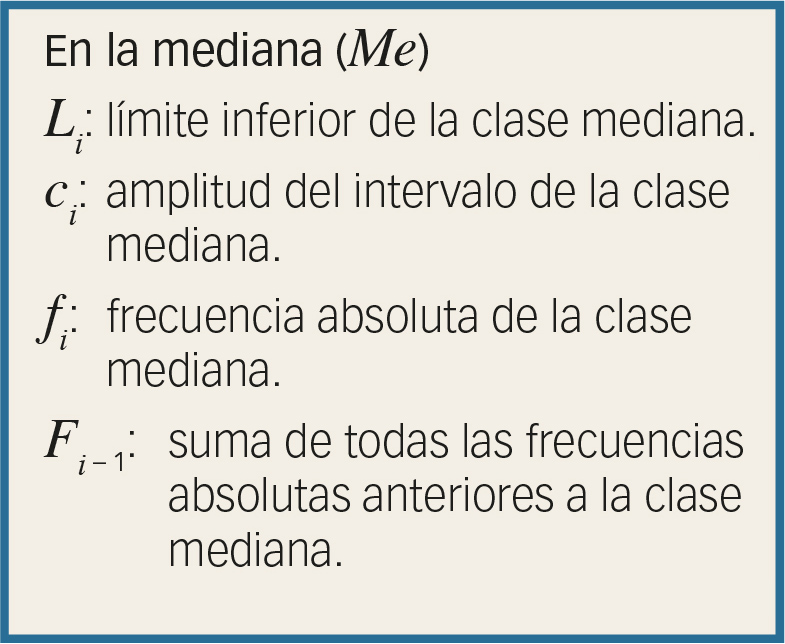 En la mediana (Me)
L_i: límite inferior de la clase mediana.
c_i: amplitud del intervalo de la clase
mediana.
f_i: frecuencia absoluta de la clase
mediana.
F_{i–1}: suma de todas las frecuencias
absolutas anteriores a la clase
mediana.